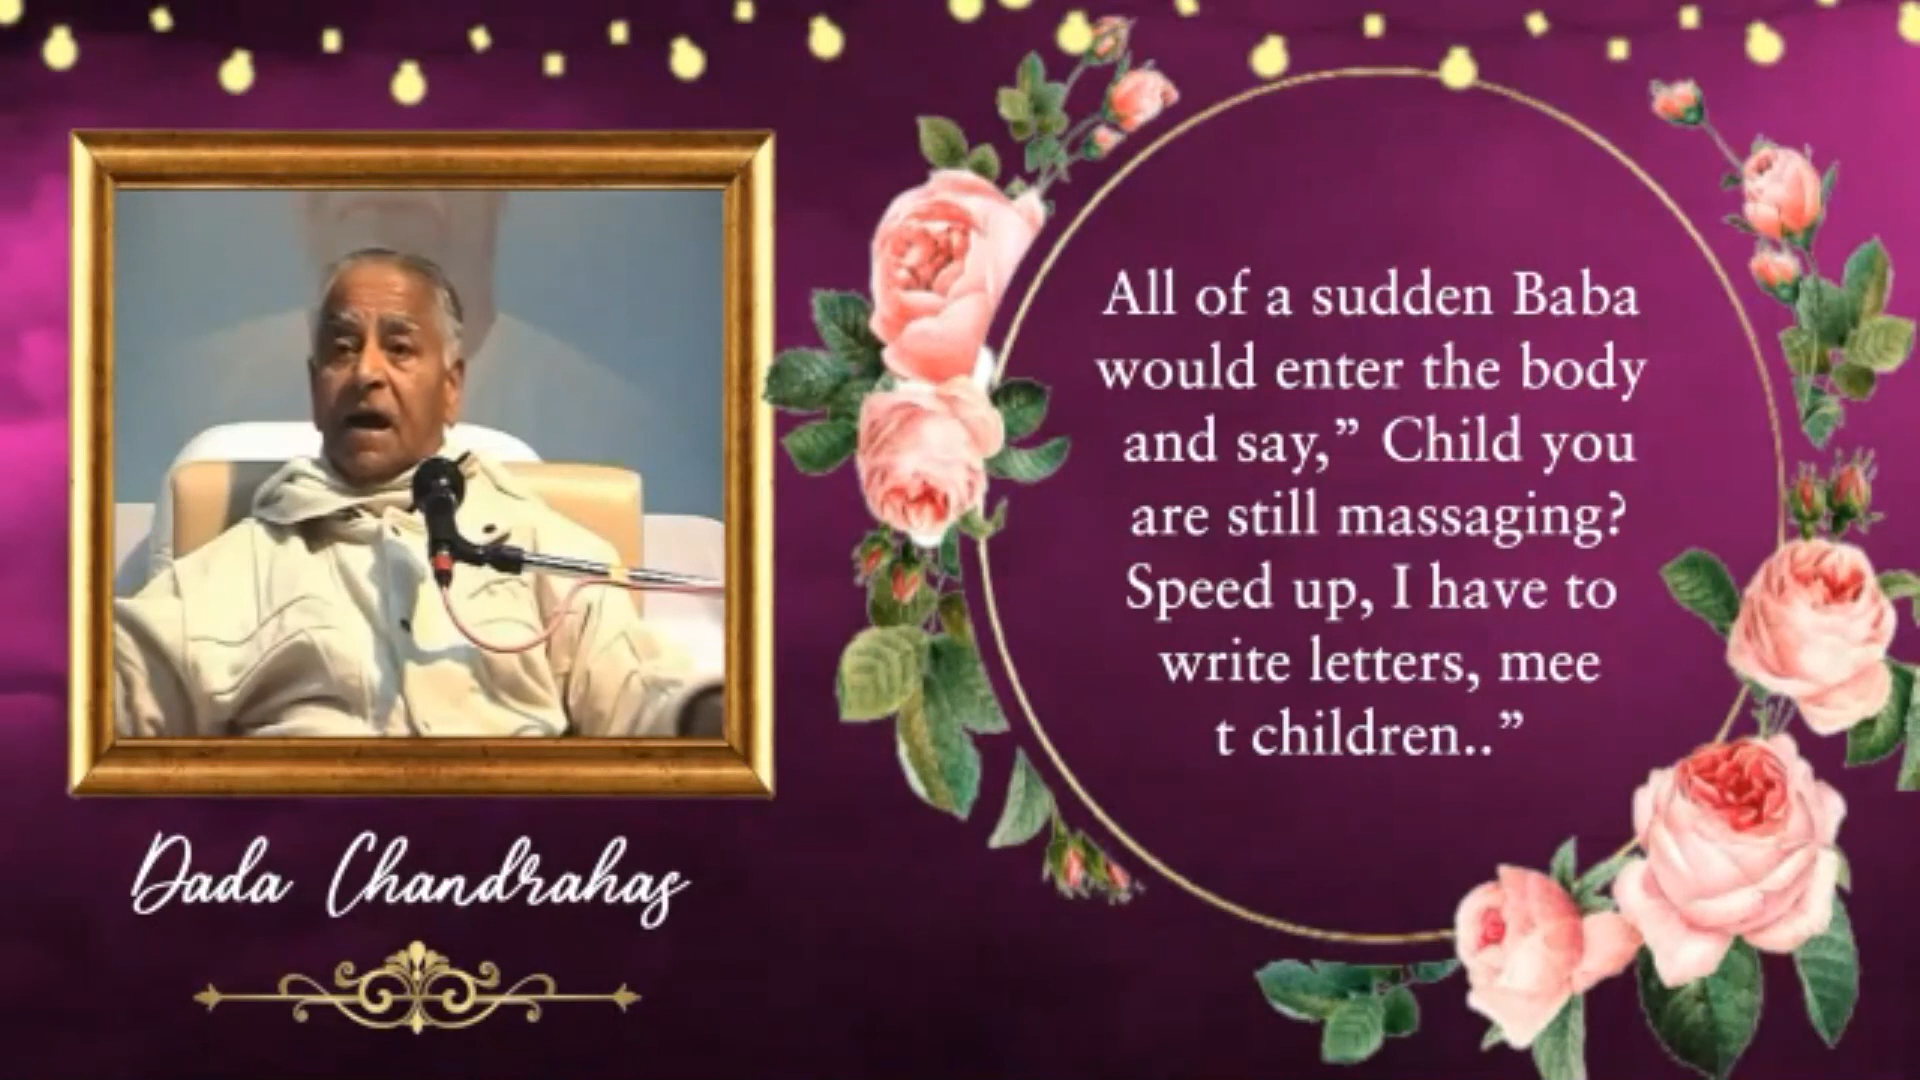 All of a sudden Baba
would enter the body
and say,” Child you
are still massaging?
Speed up, I have to
write letters, mee
t children..”
Dada Chandrahas